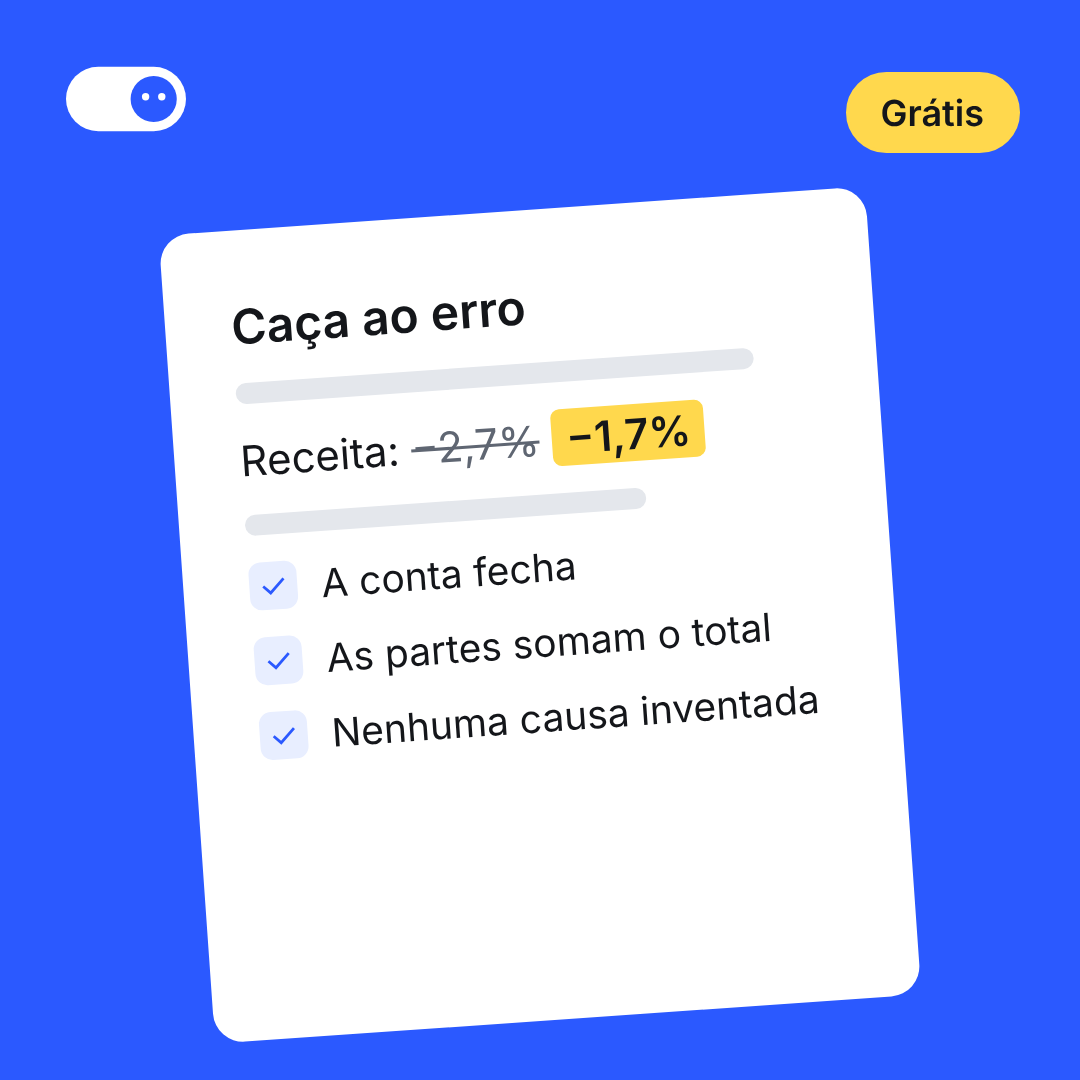 Grátis
Caça ao erro
Receita: −2,7% −1,7%
A conta fecha
As partes somam o total
Nenhuma causa inventada